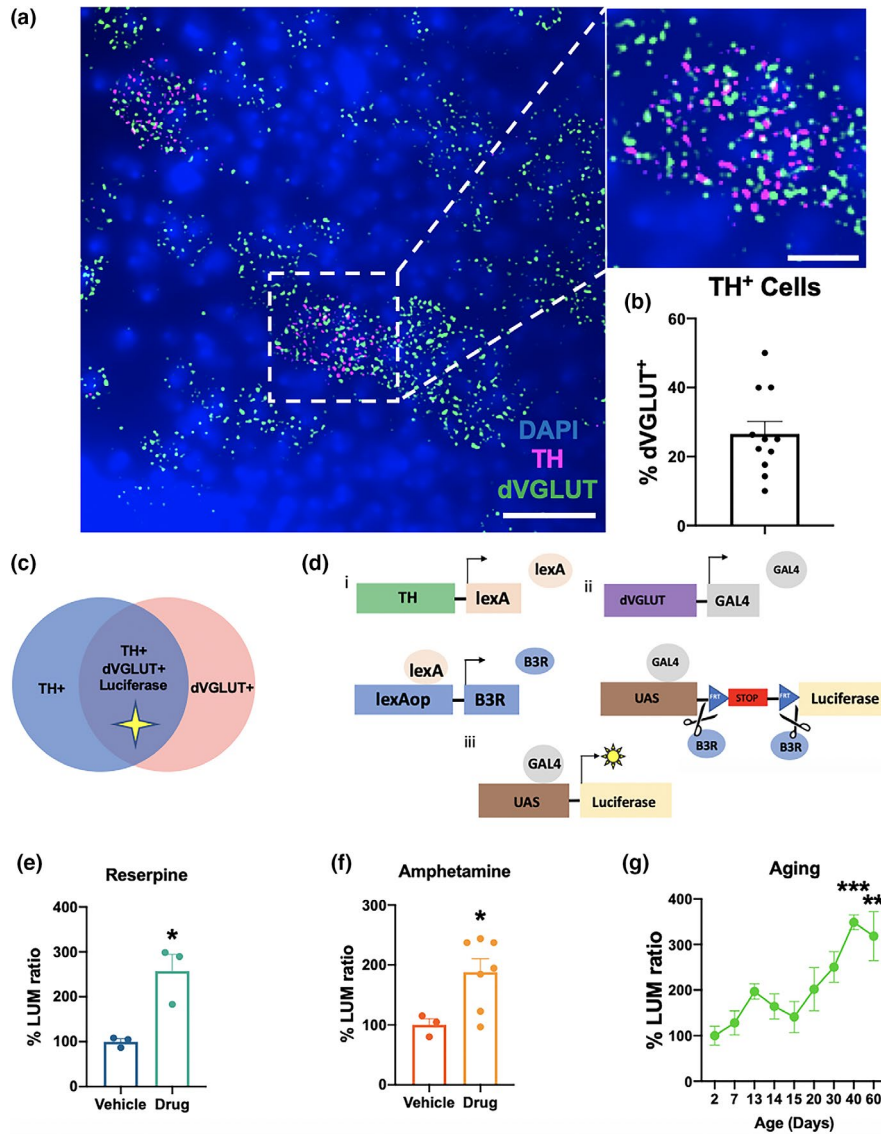 (a)
DAPI
TH
dVGLUT
(b)
TH+ Cells
% dVGLUT+
60
40
20
0
(c)
TH+
TH+
dVGLUT+
Luciferase
dVGLUT+
(d)
i
TH
lexA
lexA
ii
dVGLUT
GAL4
GAL4
lexA
lexAop
B3R
B3R
GAL4
UAS
FRT
STOP
FRT
Luciferase
B3R
B3R
iii
GAL4
UAS
Luciferase
(e)
Reserpine
% LUM ratio
400
300
200
100
0
*
Vehicle Drug
(f)
Amphetamine
% LUM ratio
300
200
100
0
*
Vehicle Drug
(g)
Aging
% LUM ratio
400
300
200
100
0
***
**
2 7 13 14 15 20 30 40 60
Age (Days)